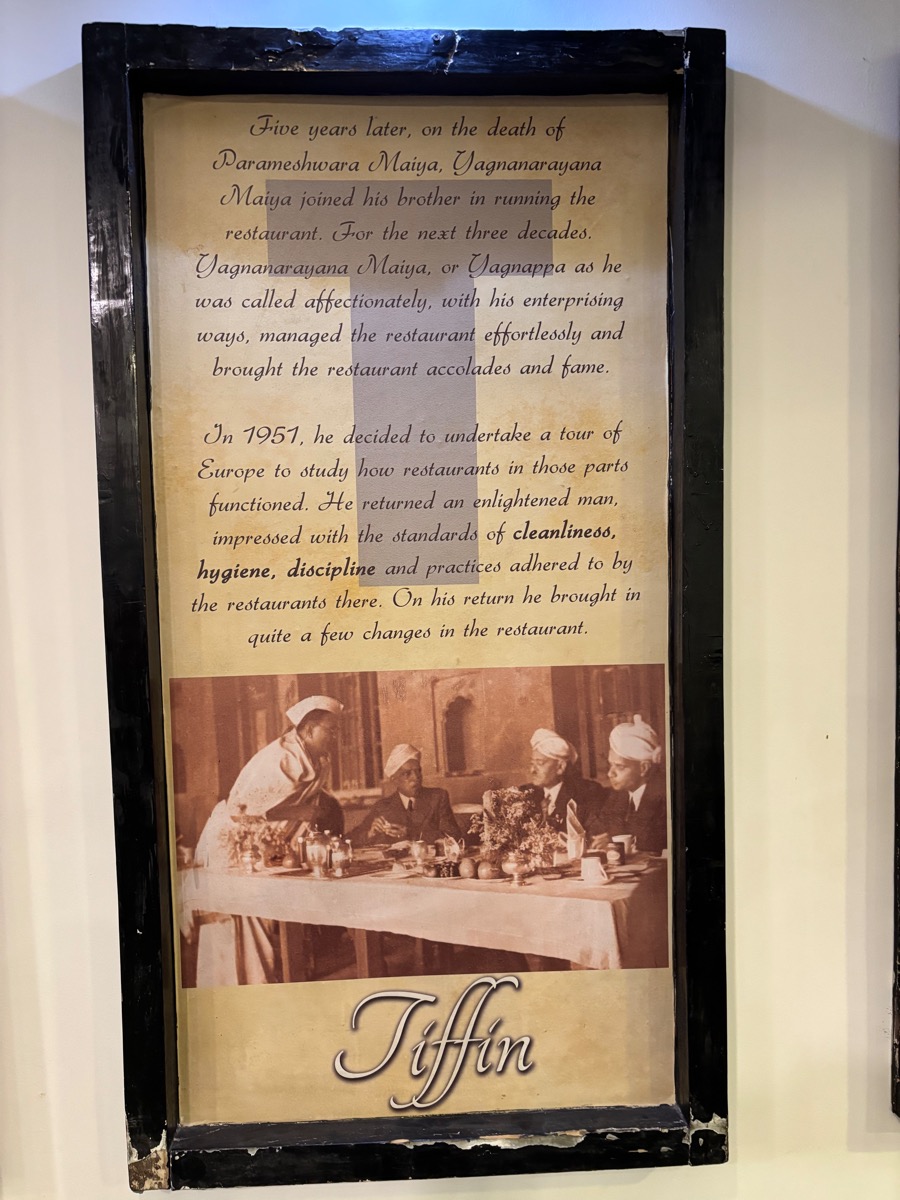 Five years later, on the death of
Parameshwara Maiya, Yagnanarayana
Maiya joined his brother in running the
restaurant. For the next three decades.
Yagnanarayana Maiya, or Yagnappa as he
was called affectionately, with his enterprising
ways, managed the restaurant effortlessly and
brought the restaurant accolades and fame.
In 1951, he decided to undertake a tour of
Europe to study how restaurants in those parts
functioned. He returned an enlightened man,
impressed with the standards of cleanliness,
hygiene, discipline and practices adhered to by
the restaurants there. On his return he brought in
quite a few changes in the restaurant.
Tiffin